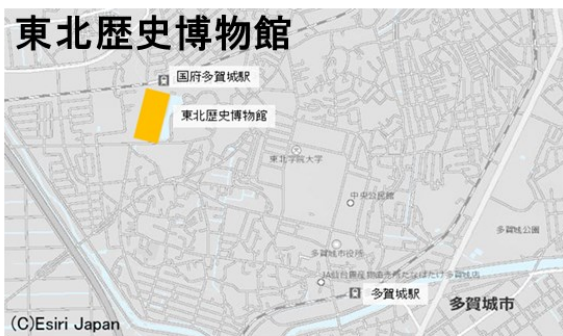 東北歴史博物館
国府多賀城駅
東北歴史博物館
東北学院大学
中央公民館
多賀城公園
多賀城市役所
多賀城駅
多賀城市
(C)Esiri Japan